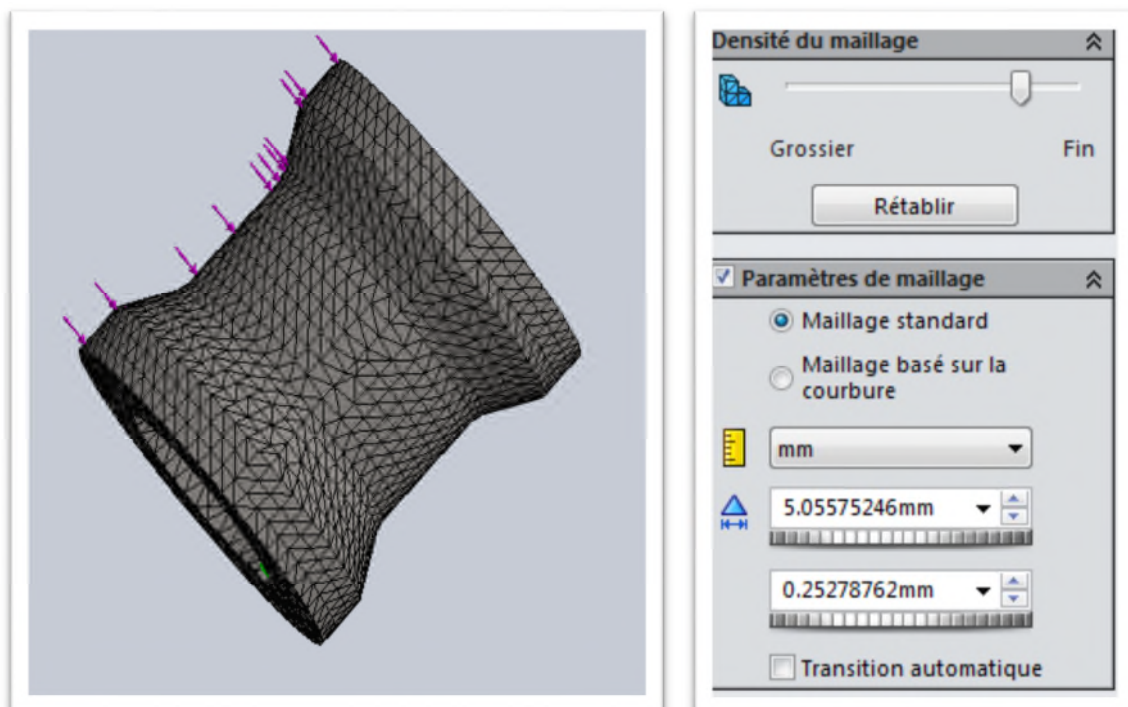 Densité du maillage
Grossier
Fin
Rétablir
Paramètres de maillage
Maillage standard
Maillage basé sur la
courbure
mm
5.05575246mm
0.25278762mm
Transition automatique